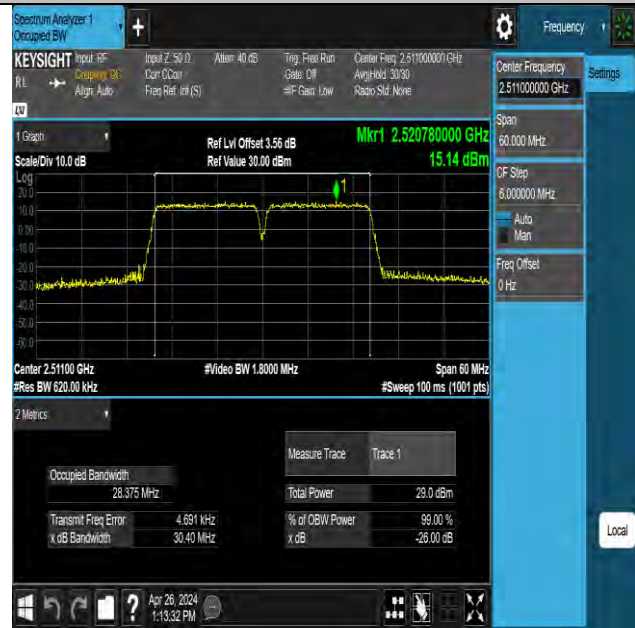 Spectrum Analyzer 1
Occupied BW
+
Frequency
KEYSIGHT
RL
Input: RF
Coupling: DC
Align: Auto
Input Z: 50 Ω
Corr CCorr
Freq Ref: Int (S)
Atten: 40 dB
Trig: Free Run
Gate: Off
#IF Gain: Low
Center Freq: 2.511000000 GHz
Avg|Hold: 30/30
Radio Std: None
LXI
Center Frequency
2.511000000 GHz
Settings
Span
60.000 MHz
CF Step
6.000000 MHz
Auto
Man
Freq Offset
0 Hz
1 Graph
Scale/Div 10.0 dB
Ref Lvl Offset 3.56 dB
Ref Value 30.00 dBm
Mkr1 2.520780000 GHz
15.14 dBm
Log
20.0
10.0
0.00
-10.0
-20.0
-30.0
-40.0
-50.0
-60.0
1
Center 2.51100 GHz
#Video BW 1.8000 MHz
Span 60 MHz
#Res BW 620.00 kHz
#Sweep 100 ms (1001 pts)
2 Metrics
Measure Trace Trace 1
Occupied Bandwidth
28.375 MHz
Total Power 29.0 dBm
Transmit Freq Error 4.691 kHz
% of OBW Power 99.00 %
x dB Bandwidth 30.40 MHz
x dB -26.00 dB
Local
?
Apr 26, 2024
1:13:32 PM